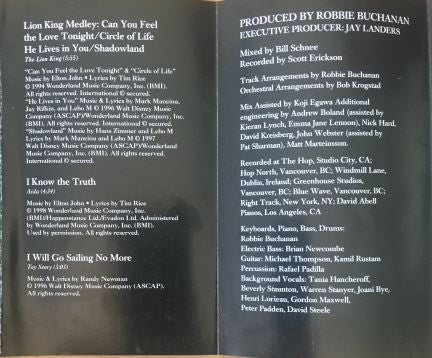 Lion King Medley: Can You Feel
the Love Tonight/Circle of Life
He Lives in You/Shadowland
The Lion King (5:55)
"Can You Feel the Love Tonight" & "Circle of Life"
Music by Elton John • Lyrics by Tim Rice
© 1994 Wonderland Music Company, Inc. (BMI).
All rights reserved. International © secured.
"He Lives in You" Music & Lyrics by Mark Mancina,
Jay Rifkin, and Lebo M © 1996 Walt Disney Music
Company (ASCAP)/Wonderland Music Company, Inc.
(BMI). All rights reserved. International © secured.
"Shadowland" Music by Hans Zimmer and Lebo M
Lyrics by Mark Mancina and Lebo M © 1997
Walt Disney Music Company (ASCAP)/Wonderland
Music Company, Inc. (BMI). All rights reserved.
International © secured.
I Know the Truth
Aida (4:34)
Music by Elton John • Lyrics by Tim Rice
© 1998 Wonderland Music Company, Inc.
(BMI)/Happenstance Ltd./Evadon Ltd. Administered
by Wonderland Music Company, Inc. (BMI).
Used by permission. All rights reserved.
I Will Go Sailing No More
Toy Story (3:03)
Music & Lyrics by Randy Newman
© 1996 Walt Disney Music Company (ASCAP).
All rights reserved.
PRODUCED BY ROBBIE BUCHANAN
EXECUTIVE PRODUCER: JAY LANDERS
Mixed by Bill Schnee
Recorded by Scott Erickson
Track Arrangements by Robbie Buchanan
Orchestral Arrangements by Bob Krogstad
Mix Assisted by Koji Egawa Additional
engineering by Andrew Boland (assisted by
Kieran Lynch, Emma Jane Lennon), Nick Hard,
David Kreisberg, John Webster (assisted by
Pat Sharman), Matt Marteinsson.
Recorded at The Hop, Studio City, CA;
Hop North, Vancouver, BC; Windmill Lane,
Dublin, Ireland; Greenhouse Studios,
Vancouver, BC; Blue Wave, Vancouver, BC;
Right Track, New York, NY; David Abell
Pianos, Los Angeles, CA
Keyboards, Piano, Bass, Drums:
Robbie Buchanan
Electric Bass: Brian Newcombe
Guitar: Michael Thompson, Kamil Rustam
Percussion: Rafael Padilla
Background Vocals: Tania Hancheroff,
Beverly Staunton, Warren Stanyer, Joani Bye,
Henri Lorieau, Gordon Maxwell,
Peter Padden, David Steele